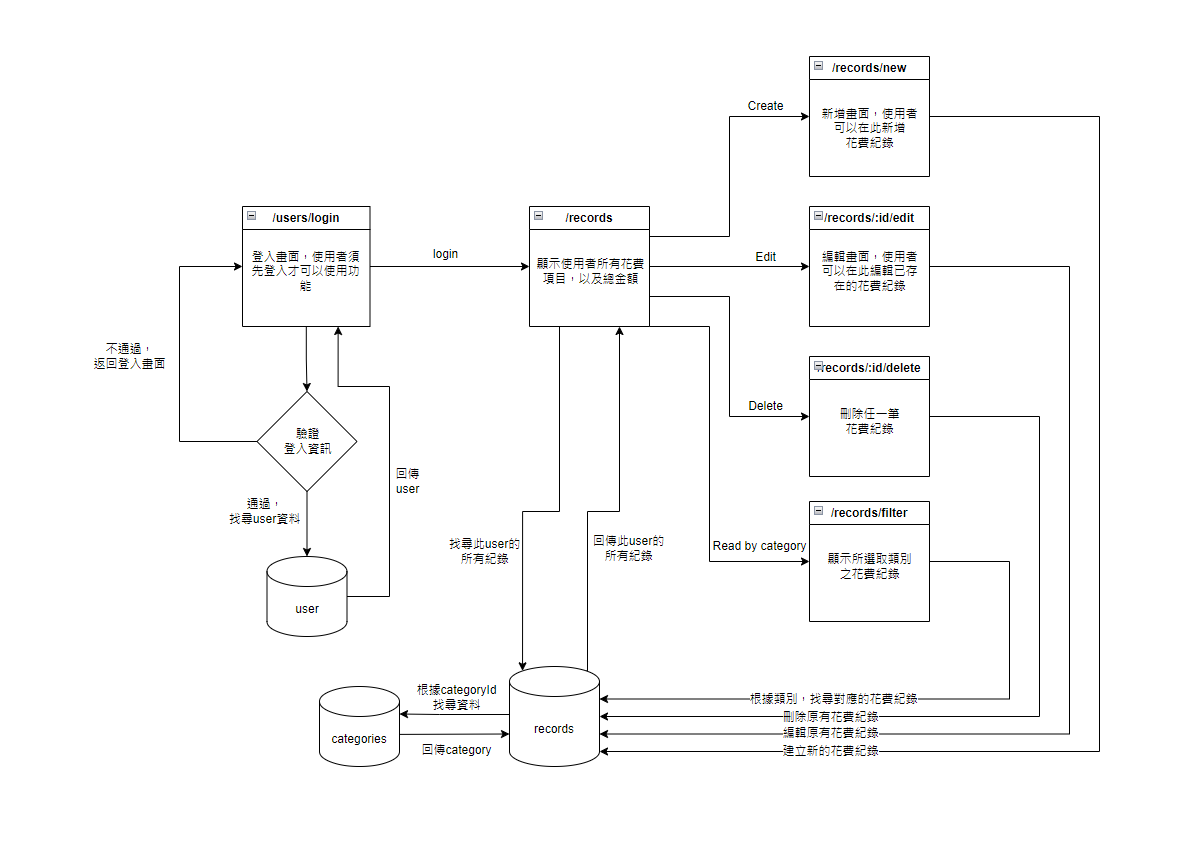 /records/new
Create
新增畫面，使用者
可以在此新增
花費紀錄
/users/login
登入畫面，使用者須
先登入才可以使用功
能
login
/records
顯示使用者所有花費
項目，以及總金額
Edit
/records/:id/edit
編輯畫面，使用者
可以在此編輯已存
在的花費紀錄
不通過，
返回登入畫面
驗證
登入資訊
回傳
user
通過，
找尋user資料
user
Delete
/records/:id/delete
刪除任一筆
花費紀錄
找尋此user的
所有紀錄
回傳此user的
所有紀錄
Read by category
/records/filter
顯示所選取類別
之花費紀錄
根據categoryId
找尋資料
categories
回傳category
records
根據類別，找尋對應的花費紀錄
刪除原有花費紀錄
編輯原有花費紀錄
建立新的花費紀錄